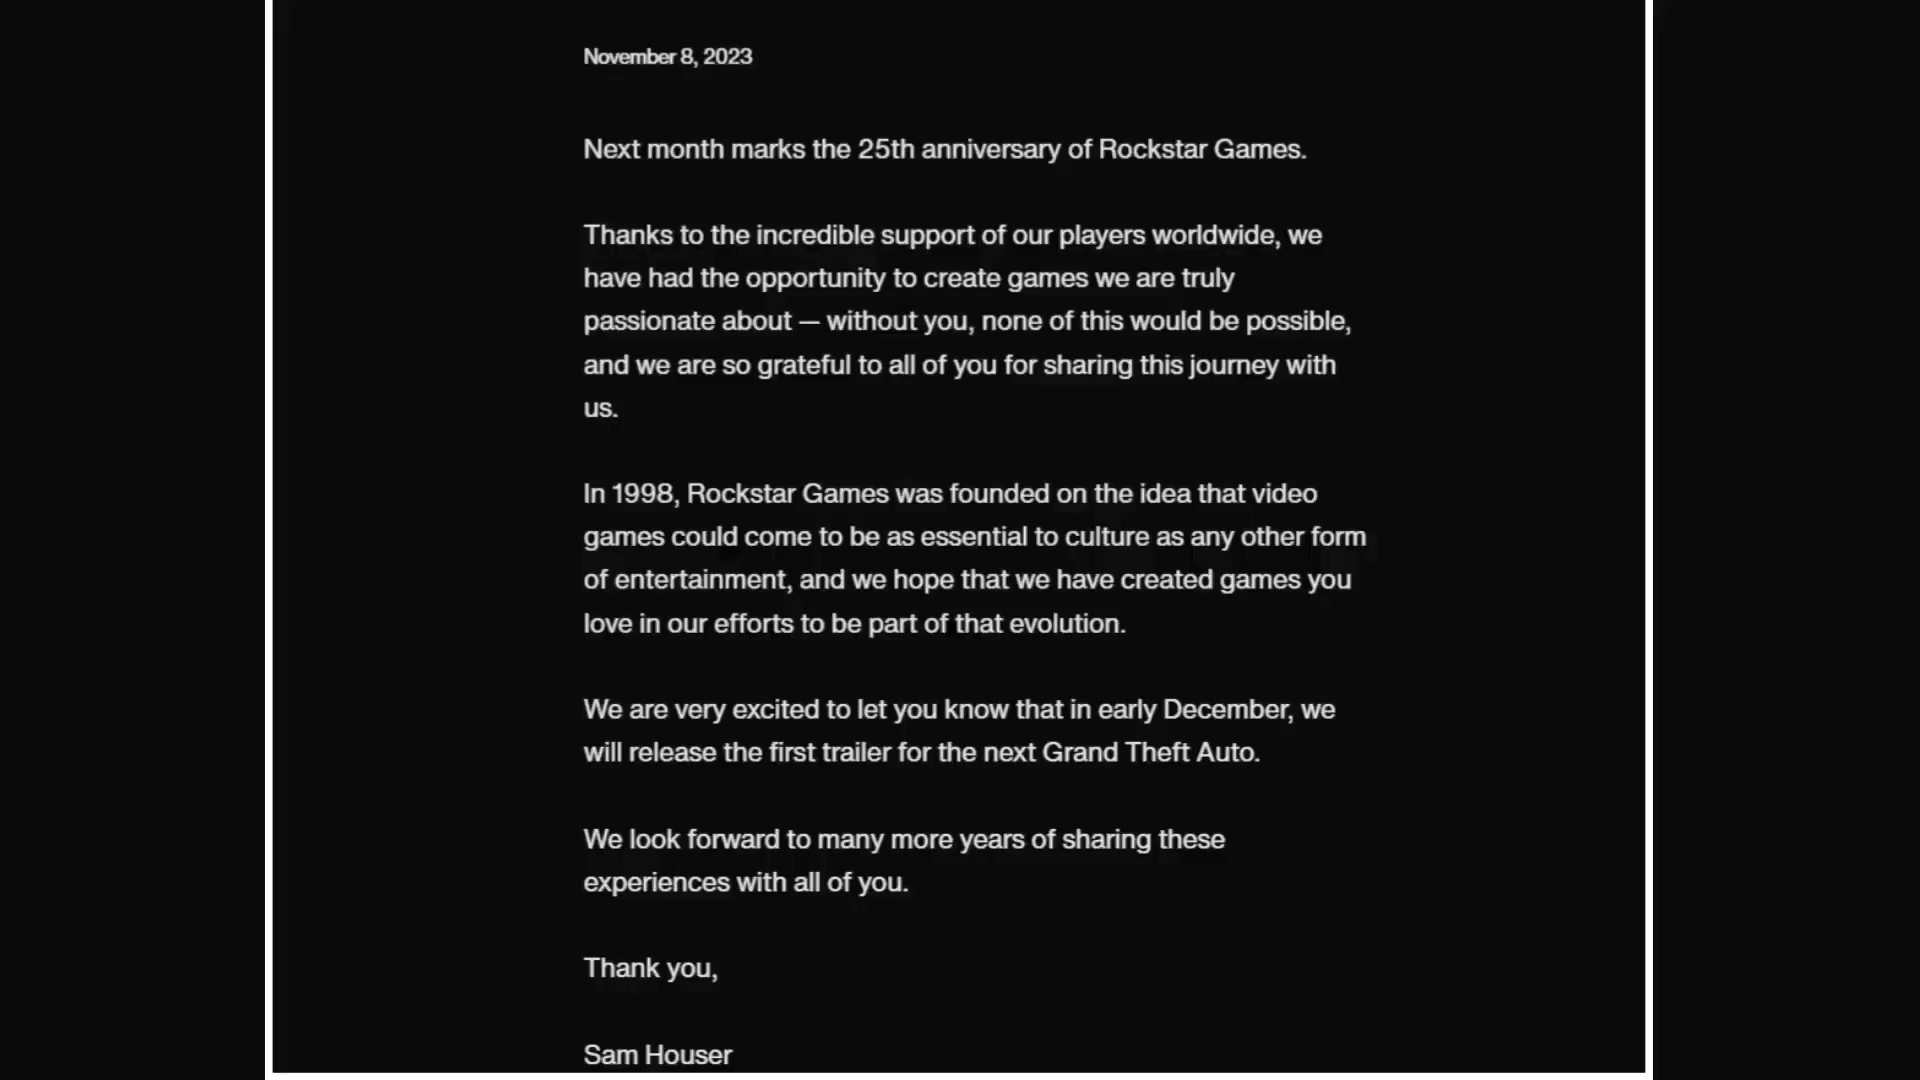 November 8, 2023
Next month marks the 25th anniversary of Rockstar Games.
Thanks to the incredible support of our players worldwide, we
have had the opportunity to create games we are truly
passionate about — without you, none of this would be possible,
and we are so grateful to all of you for sharing this journey with
us.
In 1998, Rockstar Games was founded on the idea that video
games could come to be as essential to culture as any other form
of entertainment, and we hope that we have created games you
love in our efforts to be part of that evolution.
We are very excited to let you know that in early December, we
will release the first trailer for the next Grand Theft Auto.
We look forward to many more years of sharing these
experiences with all of you.
Thank you,
Sam Houser